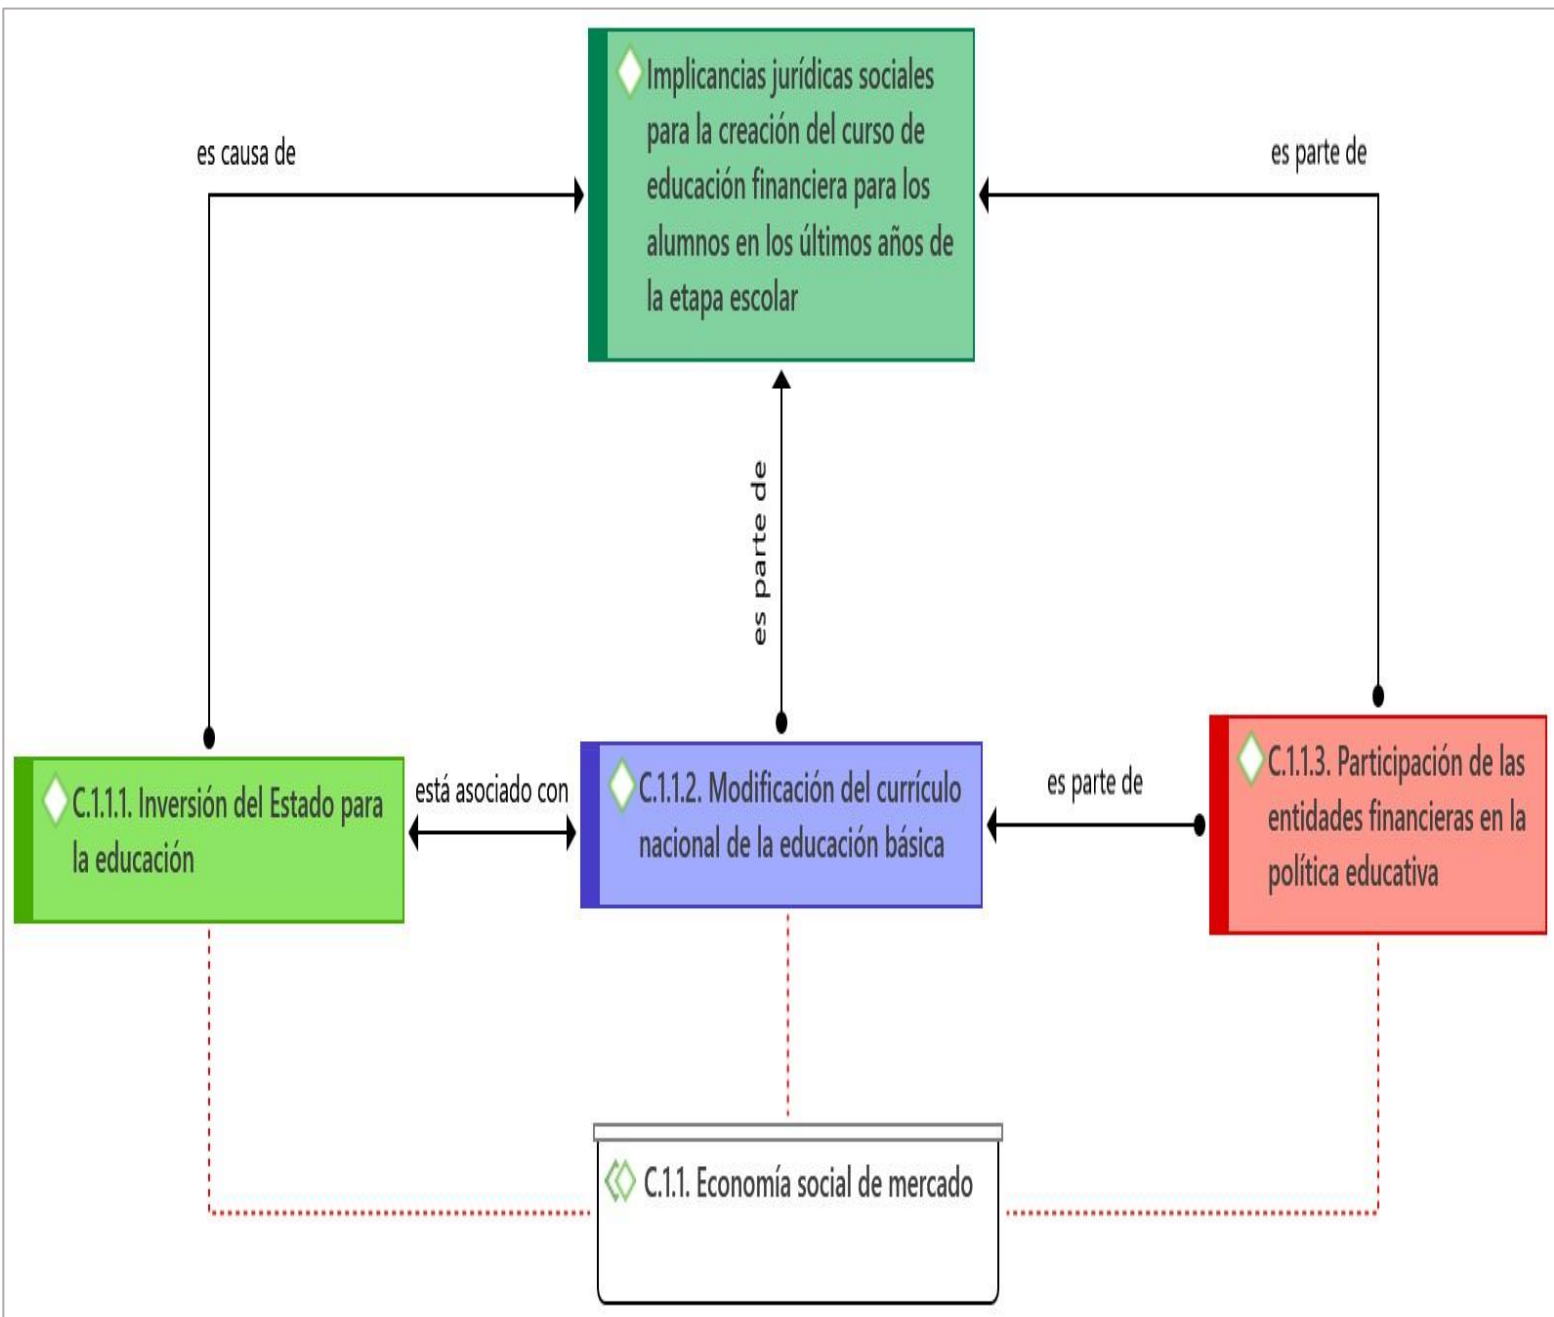 Implicancias jurídicas sociales
para la creación del curso de
educación financiera para los
alumnos en los últimos años de
la etapa escolar
es causa de
es parte de
es parte de
C.1.1.1. Inversión del Estado para
la educación
está asociado con
C.1.1.2. Modificación del currículo
nacional de la educación básica
es parte de
C.1.1.3. Participación de las
entidades financieras en la
política educativa
C.1.1. Economía social de mercado